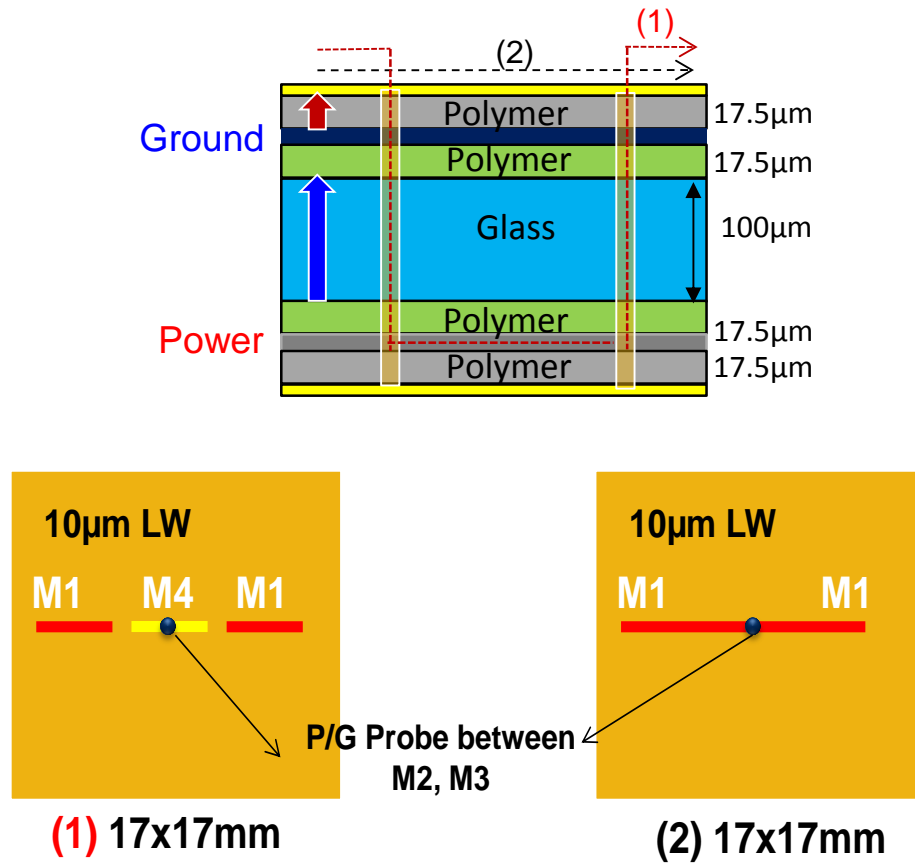 (1)
(2)
Polymer
17.5µm
Ground
Polymer
17.5µm
Glass
100µm
Polymer
17.5µm
Power
Polymer
17.5µm
10µm LW
M1 M4 M1
10µm LW
M1 M1
P/G Probe between
M2, M3
(1) 17x17mm
(2) 17x17mm